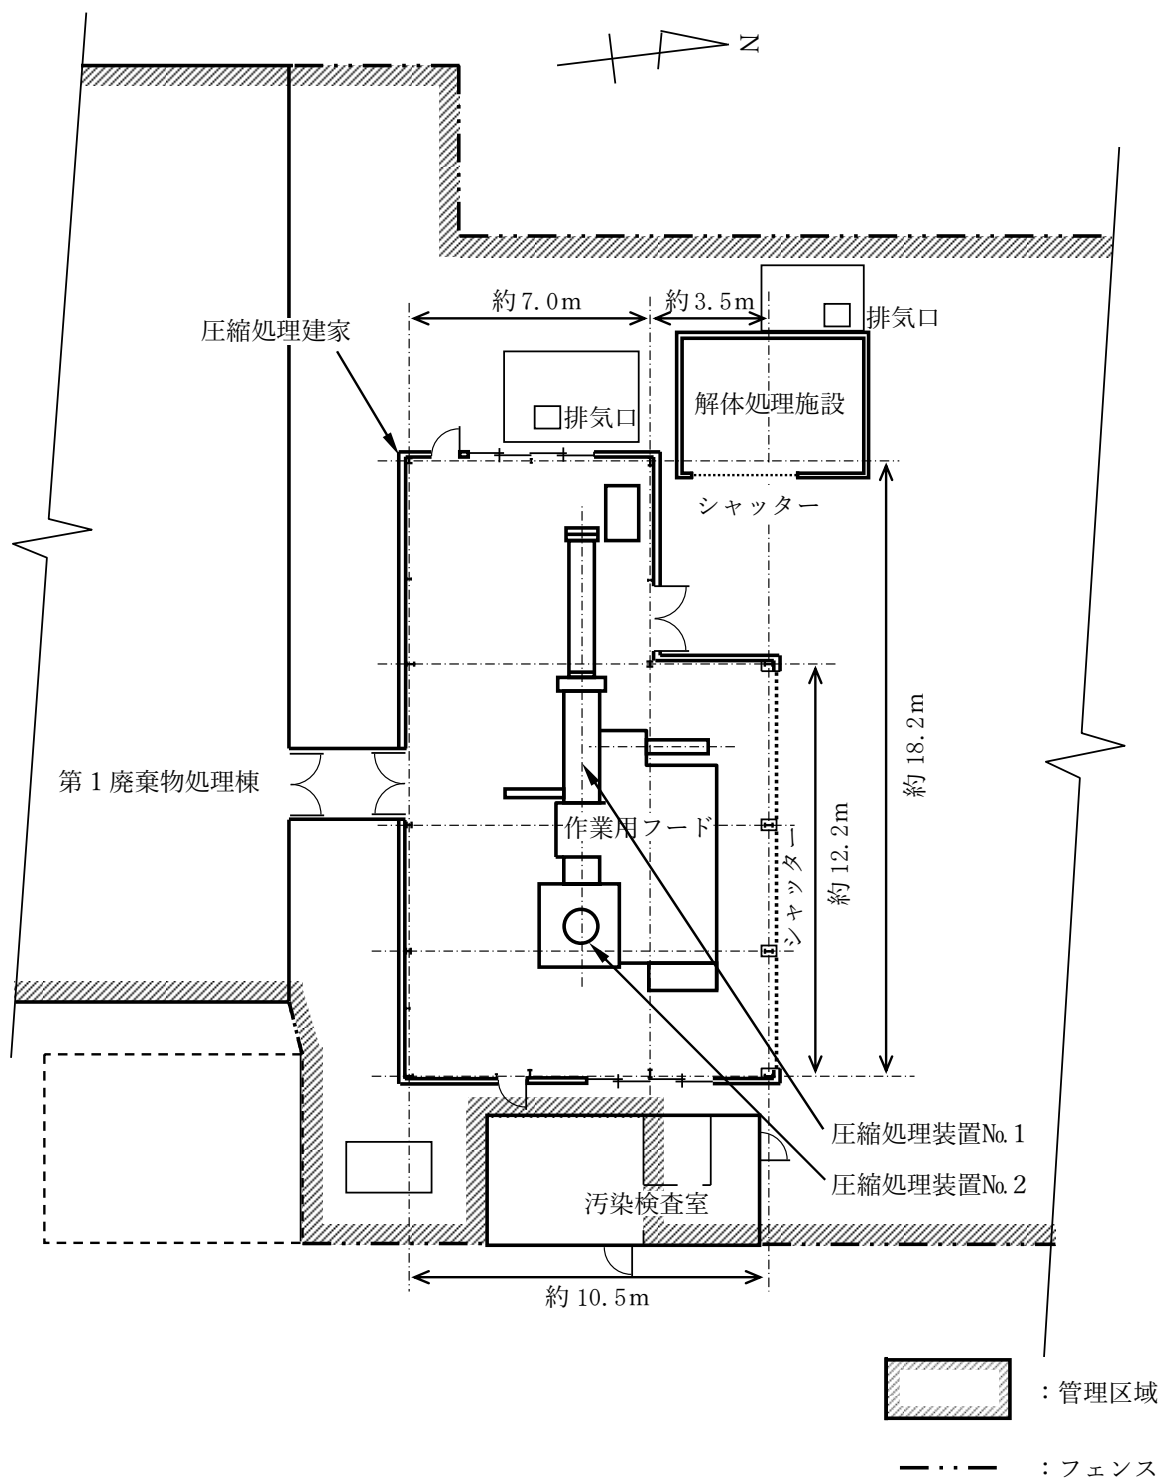 N
約7.0m
約3.5m
排気口
圧縮処理建家
解体処理施設
排気口
シャッター
約18.2m
第1廃棄物処理棟
作業用フード
シャッター
約12.2m
圧縮処理装置№1
圧縮処理装置№2
汚染検査室
約10.5m
：管理区域
：フェンス